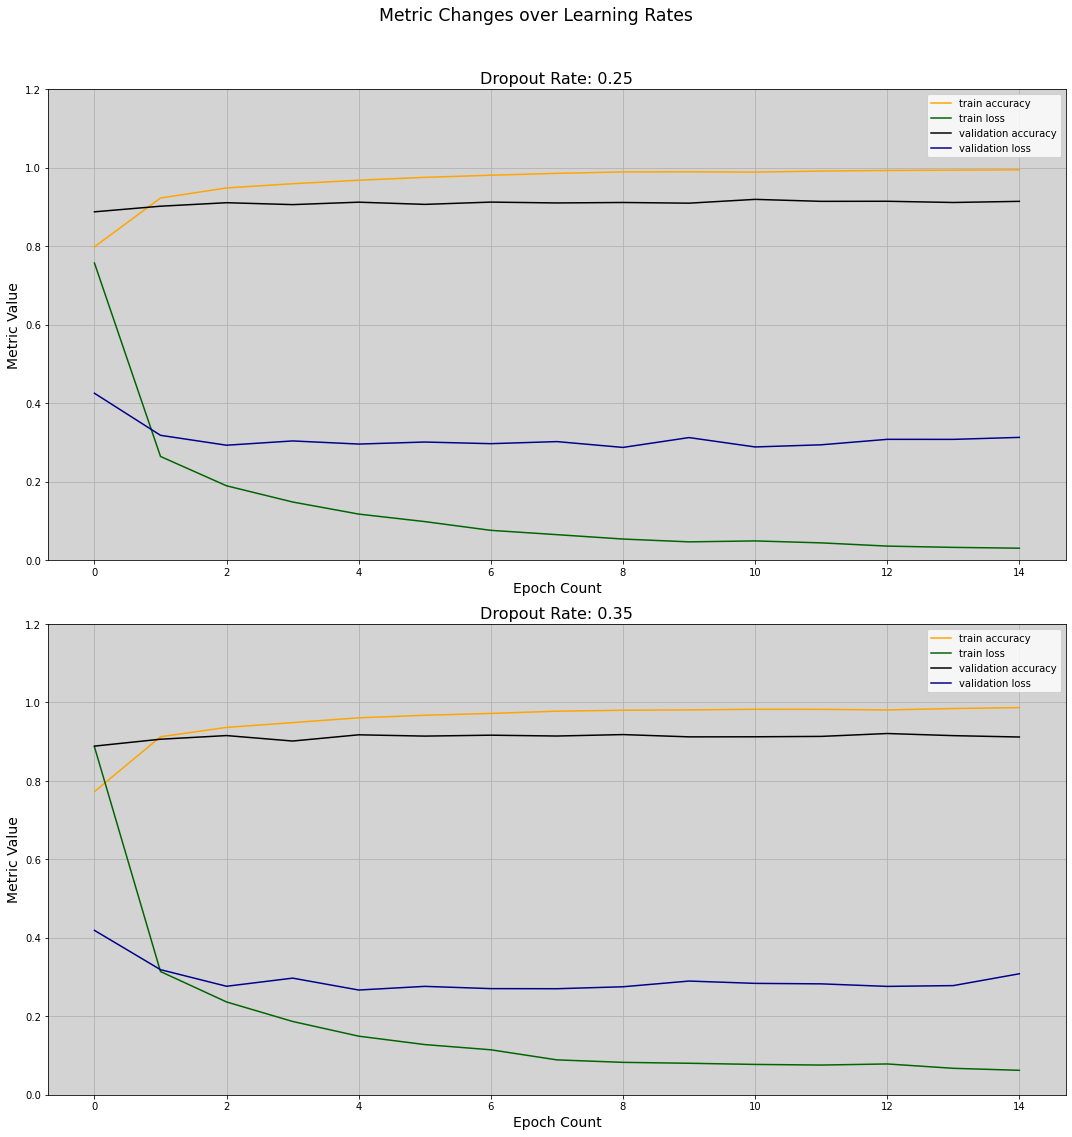 Metric Changes over Learning Rates
Dropout Rate: 0.25
1.2
1.0
0.8
0.6
0.4
0.2
0.0
Metric Value
train accuracy
train loss
validation accuracy
validation loss
0 2 4 6 8 10 12 14
Epoch Count
Dropout Rate: 0.35
1.2
1.0
0.8
0.6
0.4
0.2
0.0
Metric Value
train accuracy
train loss
validation accuracy
validation loss
0 2 4 6 8 10 12 14
Epoch Count